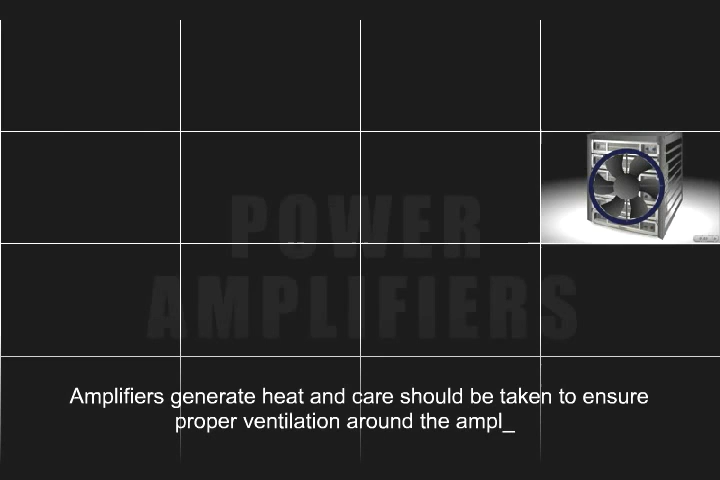 POWER
AMPLIFIERS
Amplifiers generate heat and care should be taken to ensure
proper ventilation around the ampl_